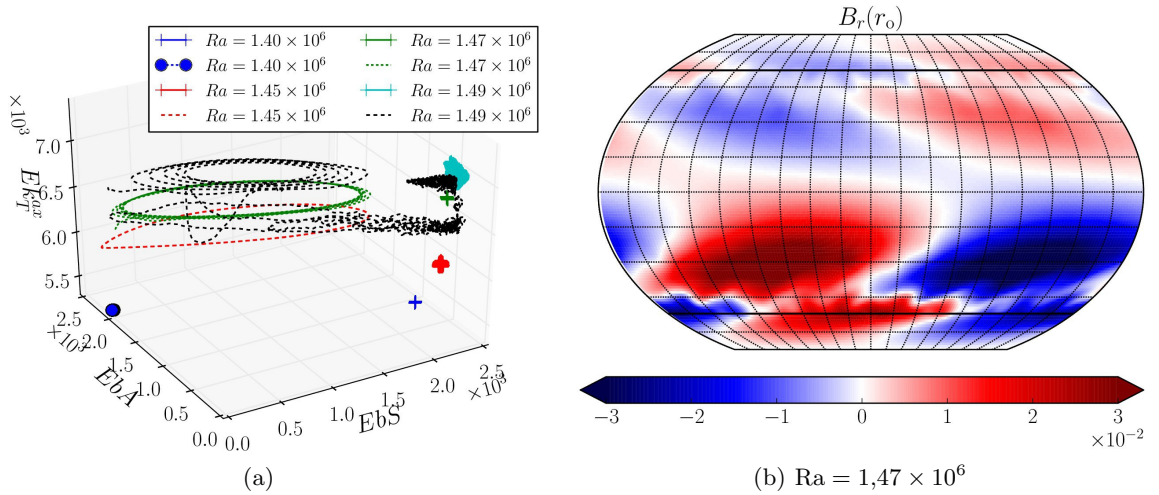 Ra = 1.40 × 10^6
Ra = 1.40 × 10^6
Ra = 1.45 × 10^6
Ra = 1.45 × 10^6
Ra = 1.47 × 10^6
Ra = 1.47 × 10^6
Ra = 1.49 × 10^6
Ra = 1.49 × 10^6
×10^3
7.0
6.5
6.0
5.5
Ek_T^{ax}
2.5
×10^3
2.0
1.5
1.0
0.5
0.0
EbA
0.0
0.5
1.0
1.5
2.0
2.5
×10^3
EbS
(a)
B_r(r_o)
−3 −2 −1 0 1 2 3
×10^{−2}
(b) Ra = 1,47 × 10^6